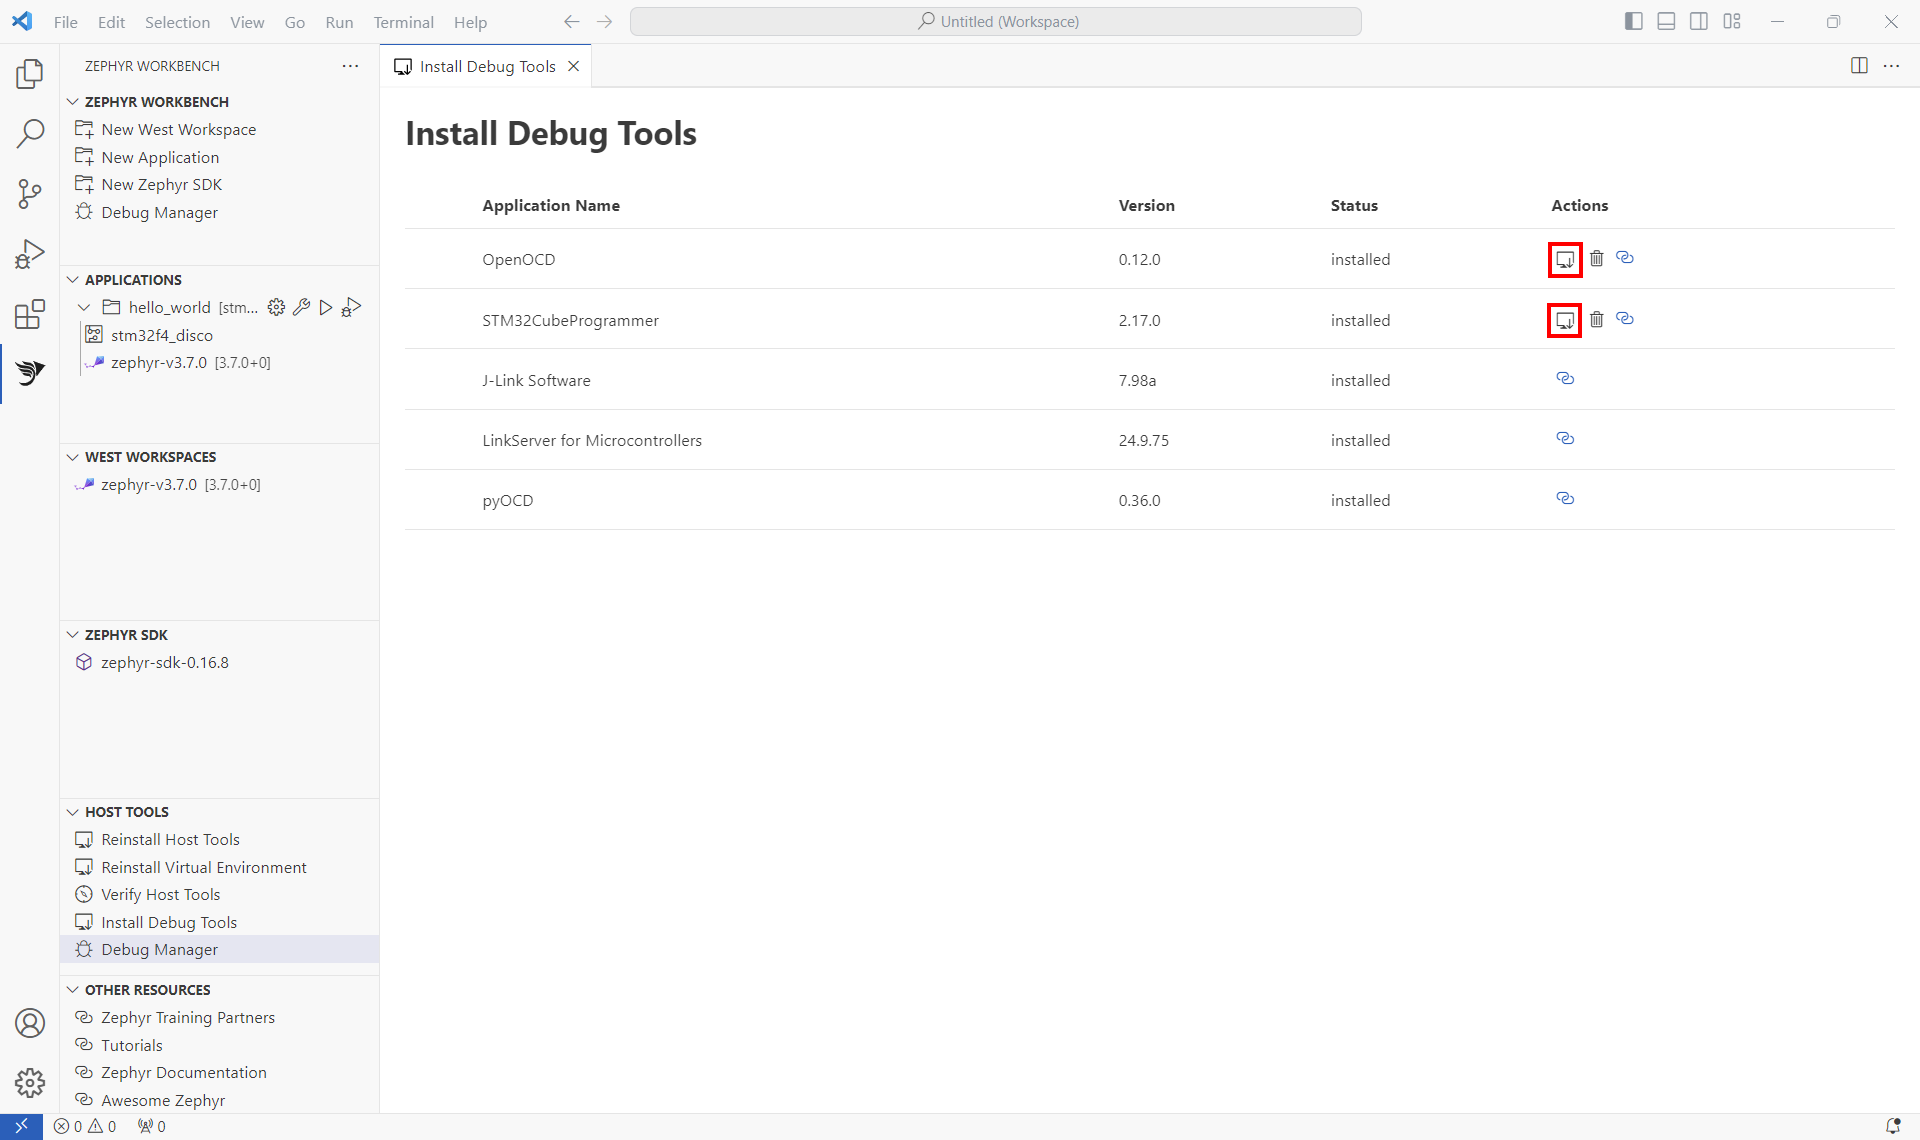 File Edit Selection View Go Run Terminal Help
Untitled (Workspace)
ZEPHYR WORKBENCH
ZEPHYR WORKBENCH
New West Workspace
New Application
New Zephyr SDK
Debug Manager
APPLICATIONS
hello_world [stm...
stm32f4_disco
zephyr-v3.7.0 [3.7.0+0]
WEST WORKSPACES
zephyr-v3.7.0 [3.7.0+0]
ZEPHYR SDK
zephyr-sdk-0.16.8
HOST TOOLS
Reinstall Host Tools
Reinstall Virtual Environment
Verify Host Tools
Install Debug Tools
Debug Manager
OTHER RESOURCES
Zephyr Training Partners
Tutorials
Zephyr Documentation
Awesome Zephyr
Install Debug Tools
Install Debug Tools
Application Name Version Status Actions
OpenOCD 0.12.0 installed
STM32CubeProgrammer 2.17.0 installed
J-Link Software 7.98a installed
LinkServer for Microcontrollers 24.9.75 installed
pyOCD 0.36.0 installed
0 0 0